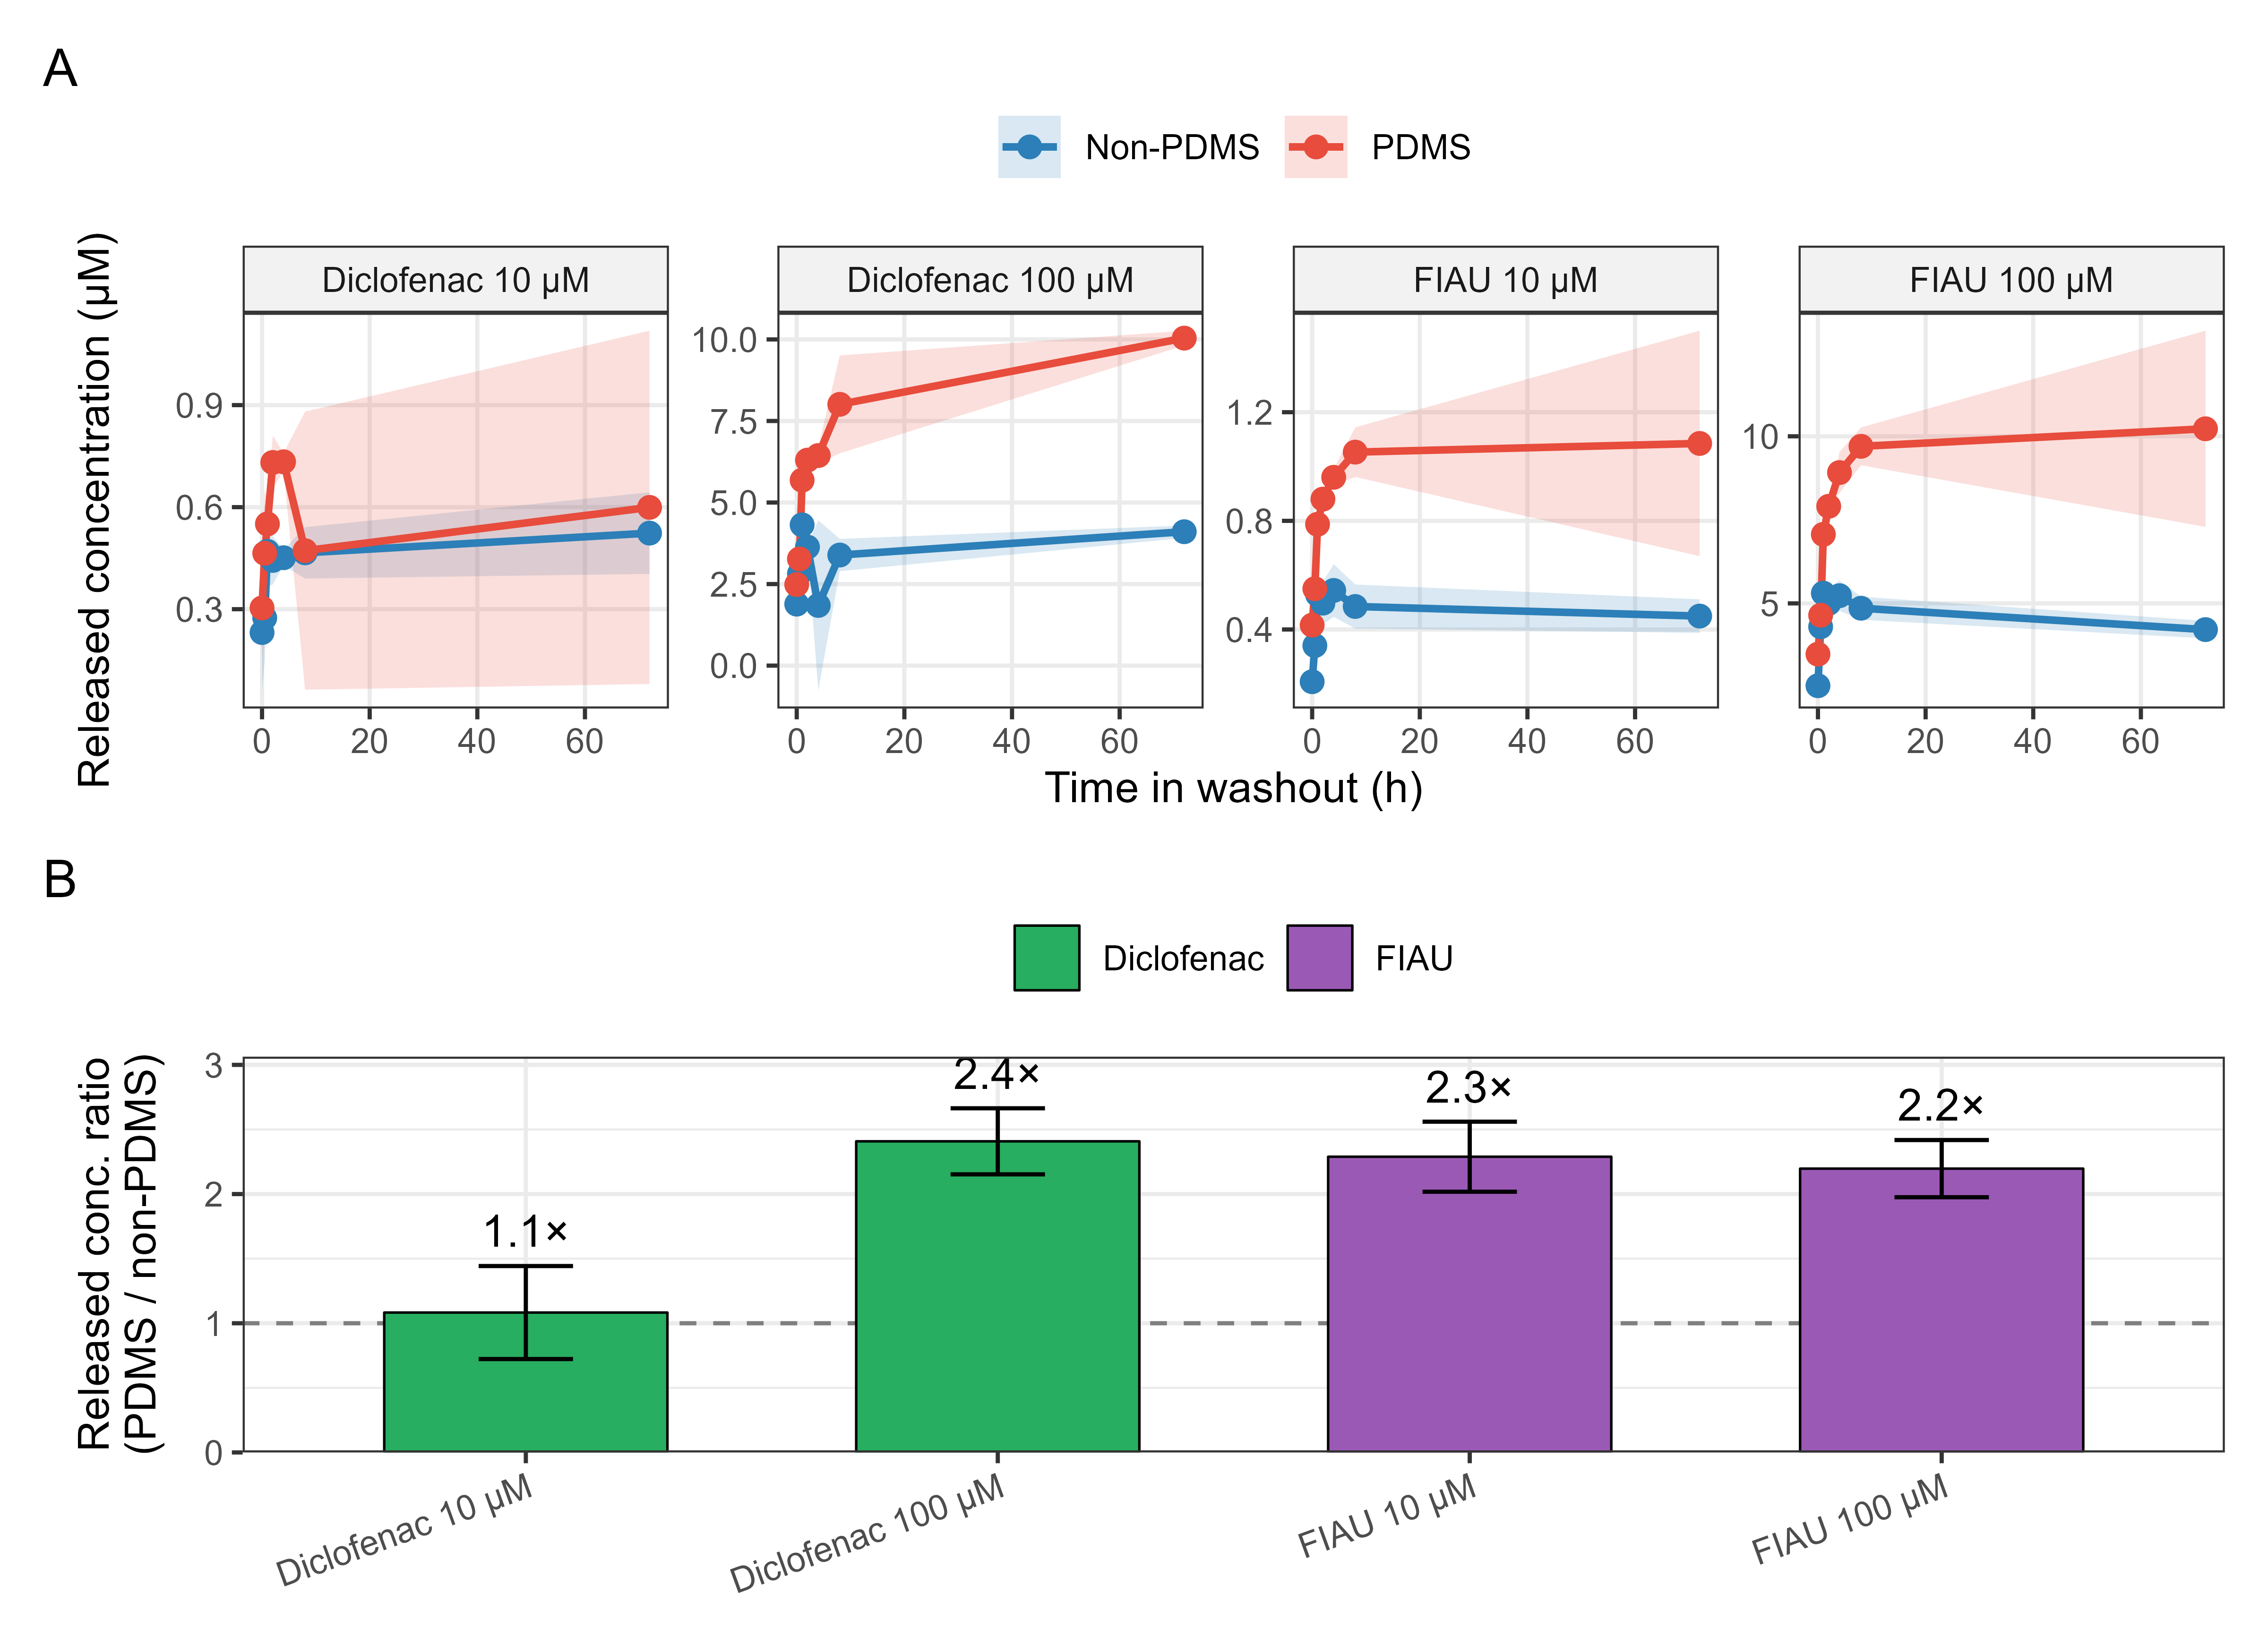 A
Non-PDMS
PDMS
Released concentration (µM)
Diclofenac 10 µM
Diclofenac 100 µM
FIAU 10 µM
FIAU 100 µM
0.9
0.6
0.3
0 20 40 60
10.0
7.5
5.0
2.5
0.0
0 20 40 60
1.2
0.8
0.4
0 20 40 60
10
5
0 20 40 60
Time in washout (h)
B
Diclofenac
FIAU
Released conc. ratio
(PDMS / non-PDMS)
3
2
1
0
1.1×
2.4×
2.3×
2.2×
Diclofenac 10 µM
Diclofenac 100 µM
FIAU 10 µM
FIAU 100 µM